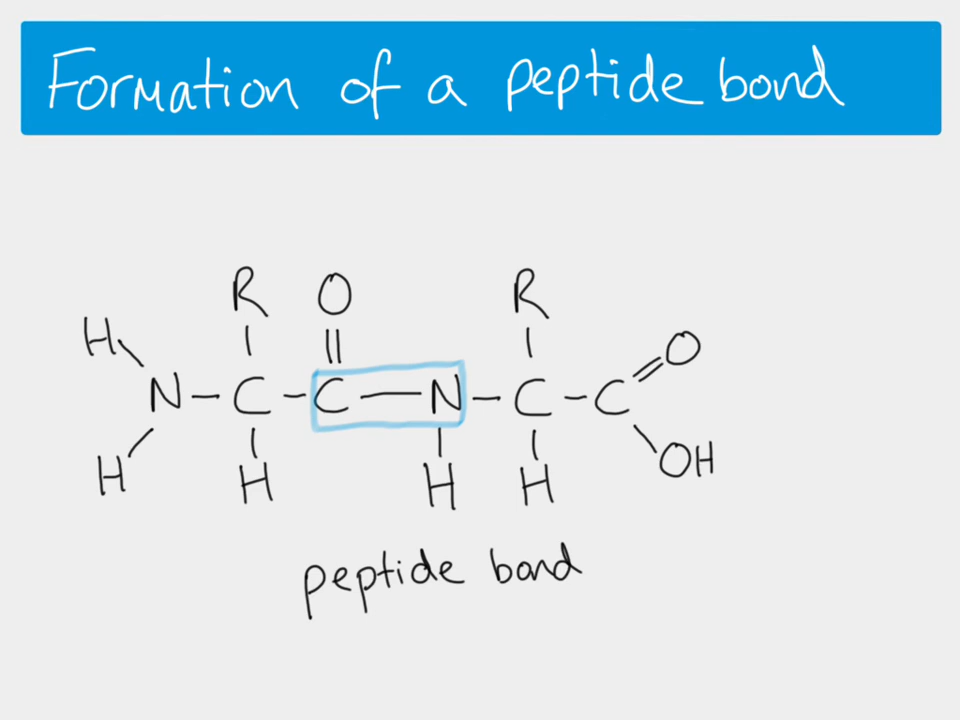 Formation of a peptide bond
R O R
H O
N - C - C — N - C - C
H H H H OH
peptide bond